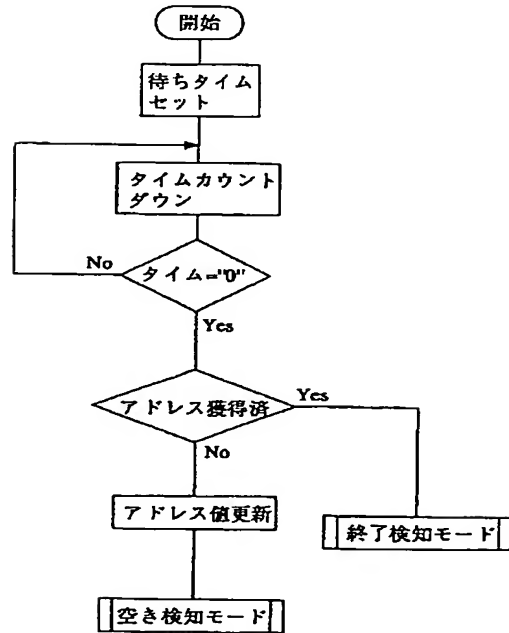 開始
待ちタイム
セット
タイムカウント
ダウン
No
タイム="0"
Yes
アドレス獲得済
Yes
No
アドレス値更新
終了検知モード
空き検知モード